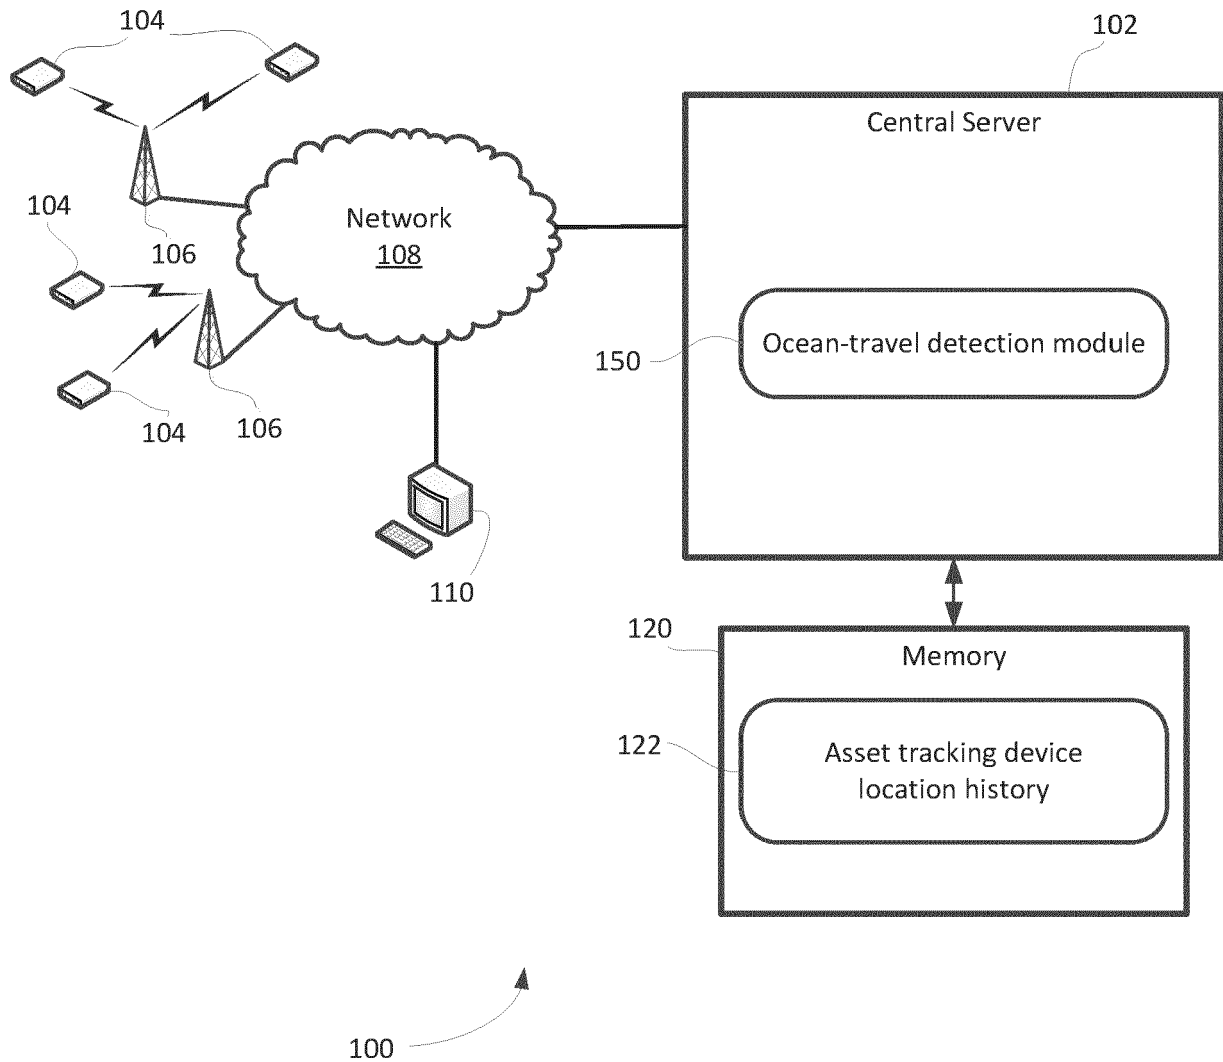 104
102
Central Server
104
Network
108
106
150
Ocean-travel detection module
104
106
110
120
Memory
122
Asset tracking device
location history
100